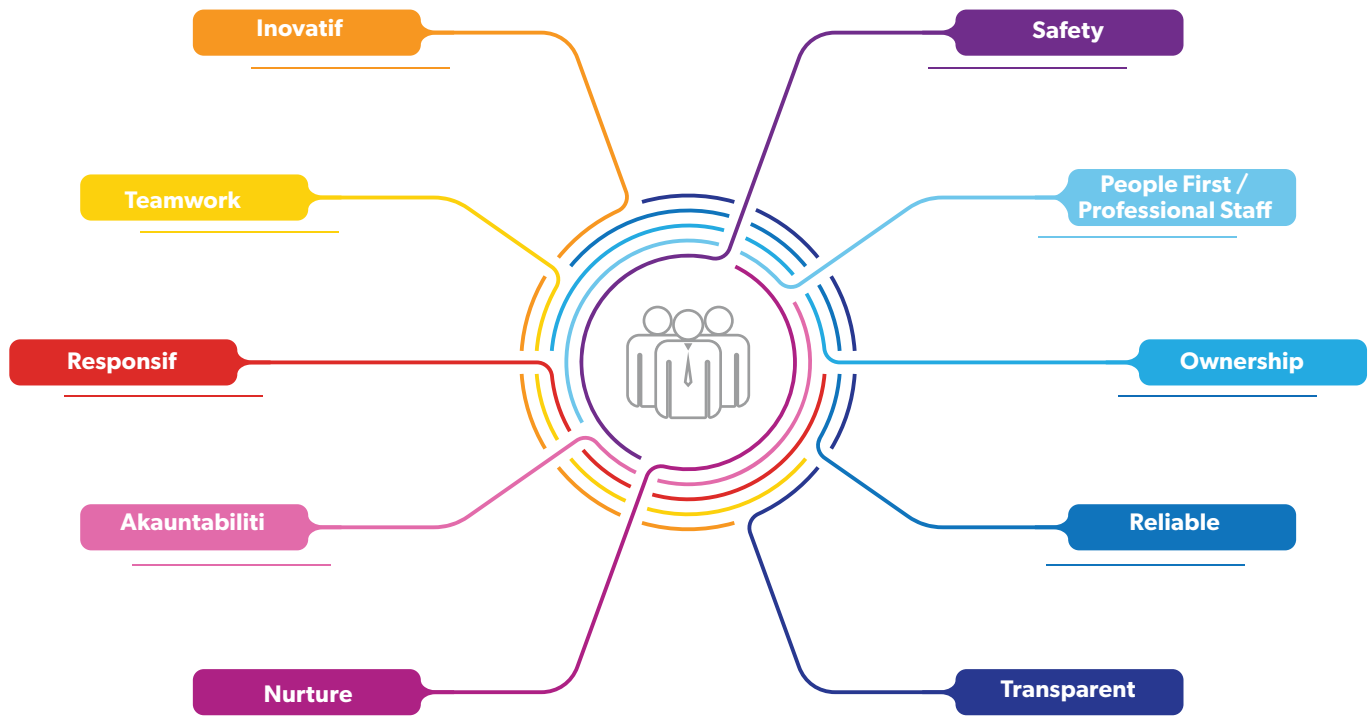 Inovatif
Safety
Teamwork
People First /
Professional Staff
Responsif
Ownership
Akauntabiliti
Reliable
Nurture
Transparent